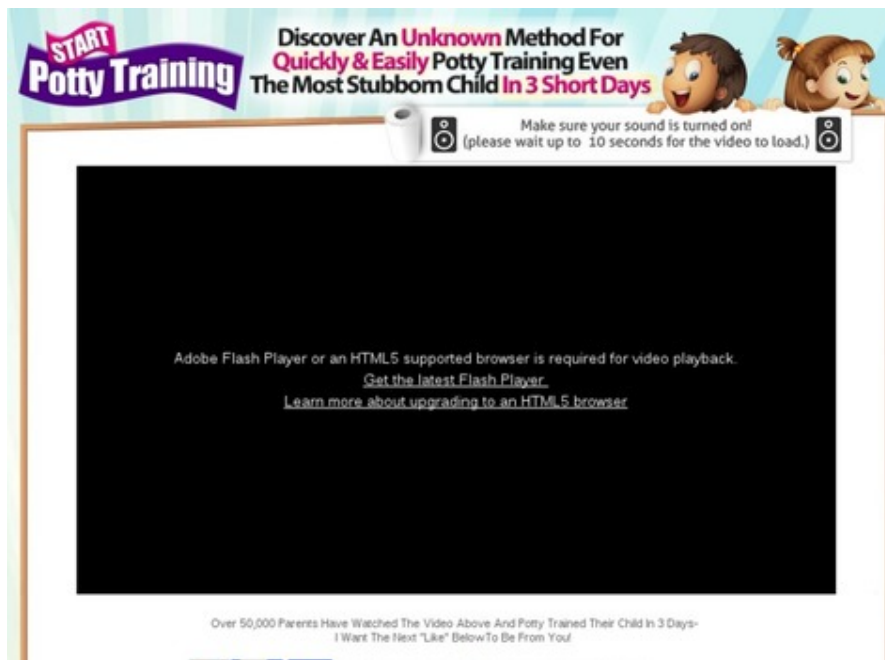 START
Potty Training
Discover An Unknown Method For
Quickly & Easily Potty Training Even
The Most Stubborn Child In 3 Short Days
Make sure your sound is turned on!
(please wait up to 10 seconds for the video to load.)
Adobe Flash Player or an HTML5 supported browser is required for video playback.
Get the latest Flash Player
Learn more about upgrading to an HTML5 browser
Over 50,000 Parents Have Watched The Video Above And Potty Trained Their Child In 3 Days-
I Want The Next "Like" BelowTo Be From You!